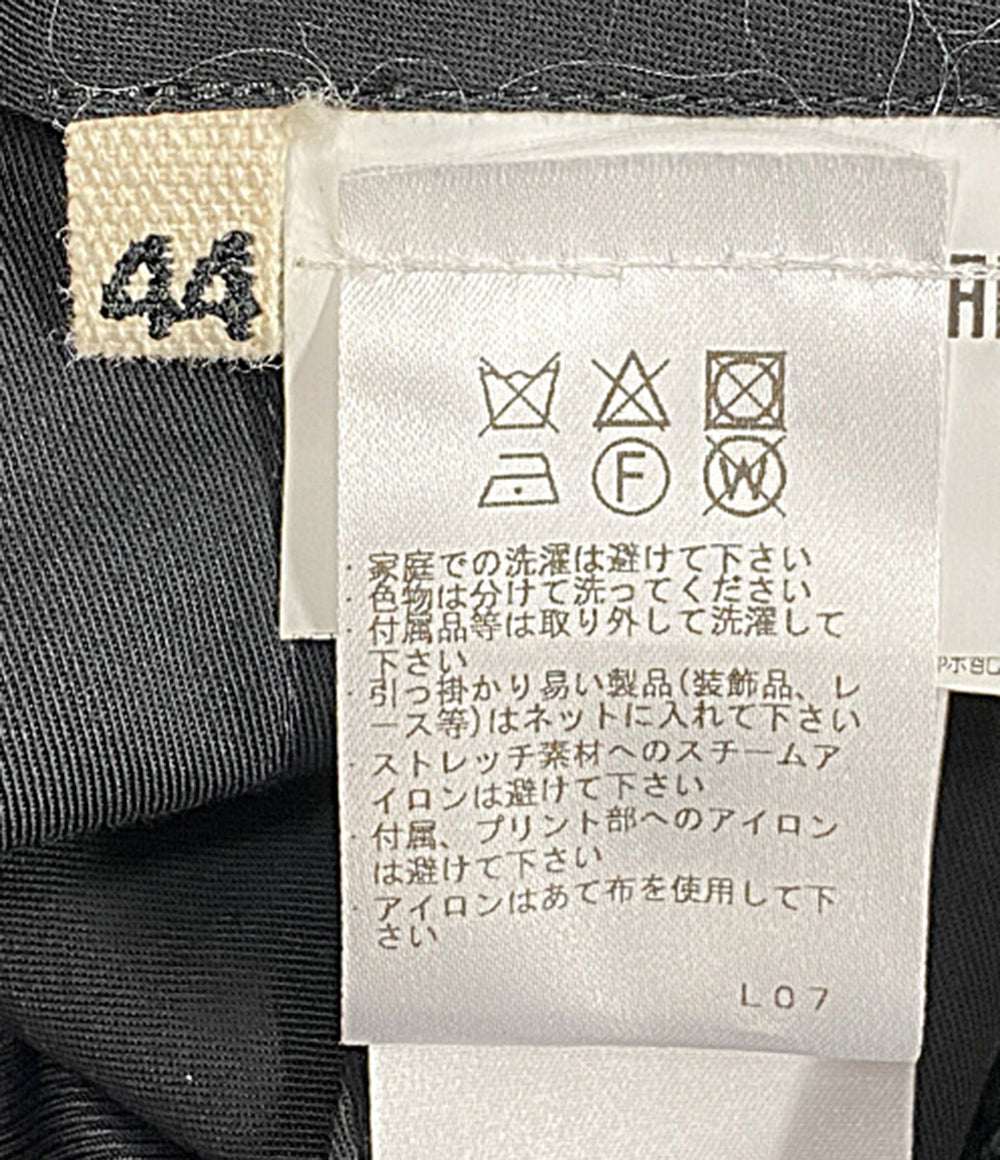 44
F
W
・家庭での洗濯は避けて下さい
・色物は分けて洗ってください
・付属品等は取り外して洗濯して
下さい
・引っ掛かり易い製品(装飾品、レ
ース等)はネットに入れて下さい
・ストレッチ素材へのスチームア
イロンは避けて下さい
・付属、プリント部へのアイロン
は避けて下さい
・アイロンはあて布を使用して下
さい
L07